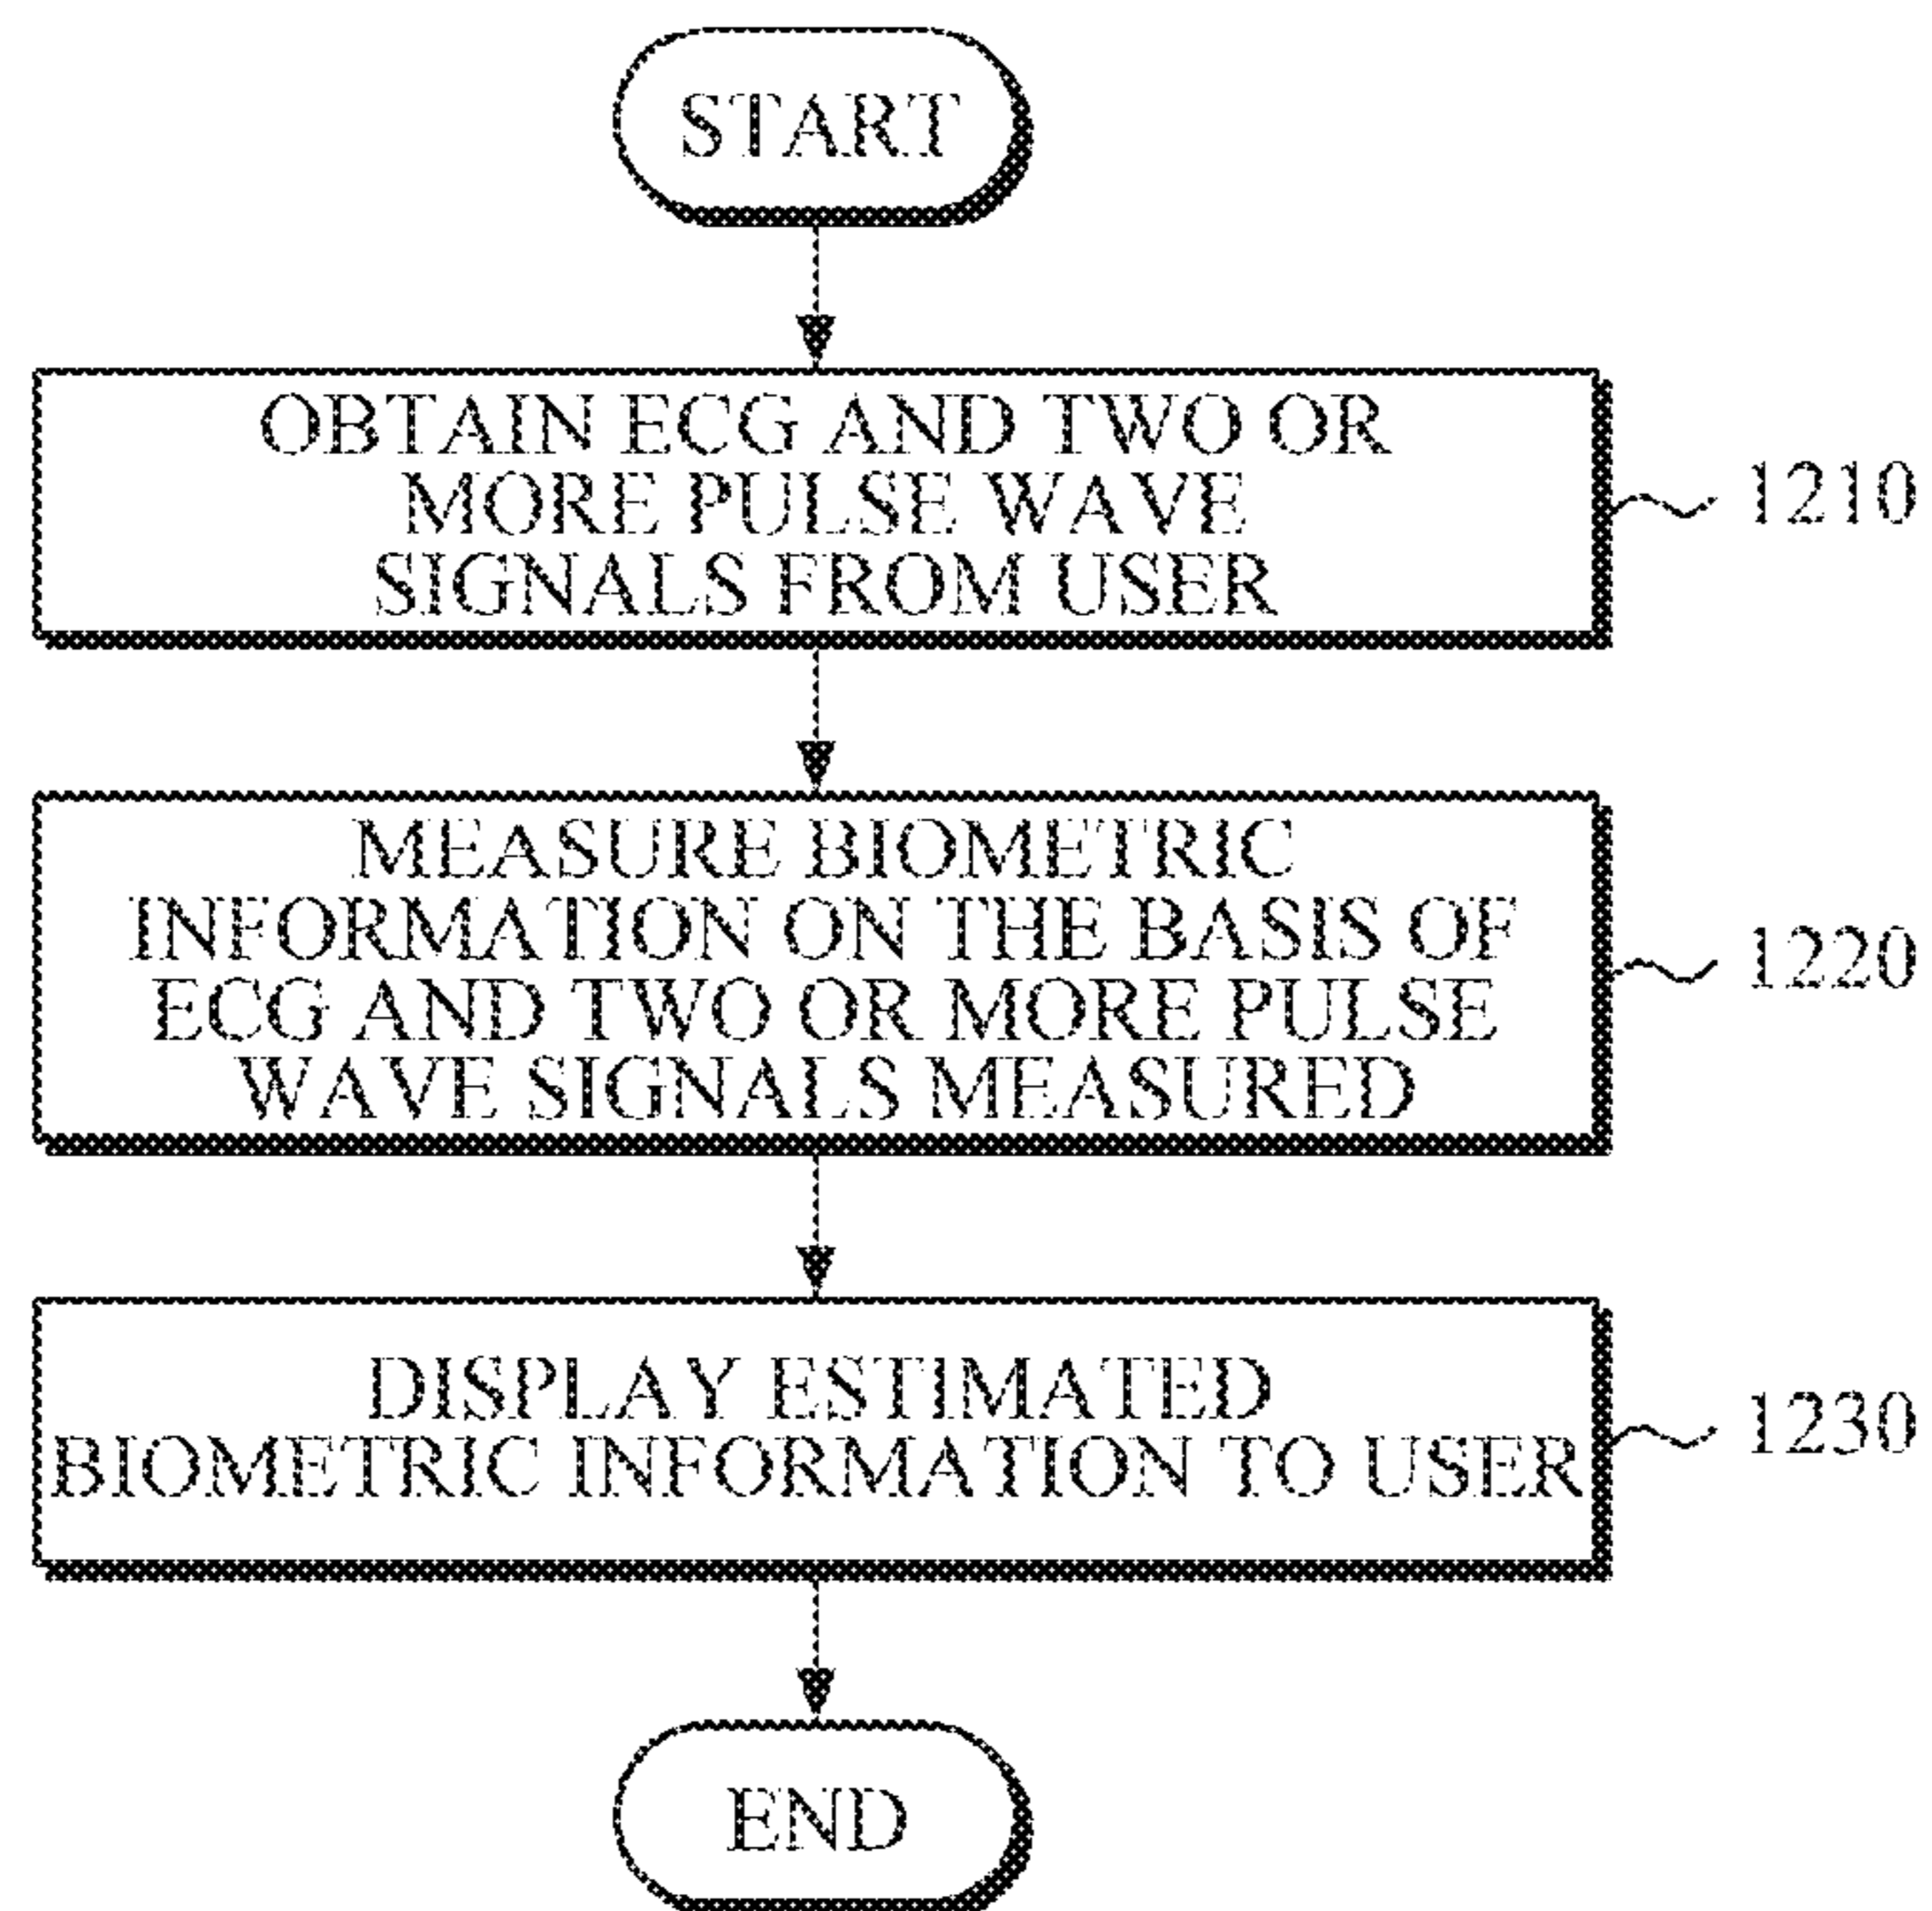 START
OBTAIN ECG AND TWO OR
MORE PULSE WAVE
SIGNALS FROM USER
1210
MEASURE BIOMETRIC
INFORMATION ON THE BASIS OF
ECG AND TWO OR MORE PULSE
WAVE SIGNALS MEASURED
1220
DISPLAY ESTIMATED
BIOMETRIC INFORMATION TO USER
1230
END